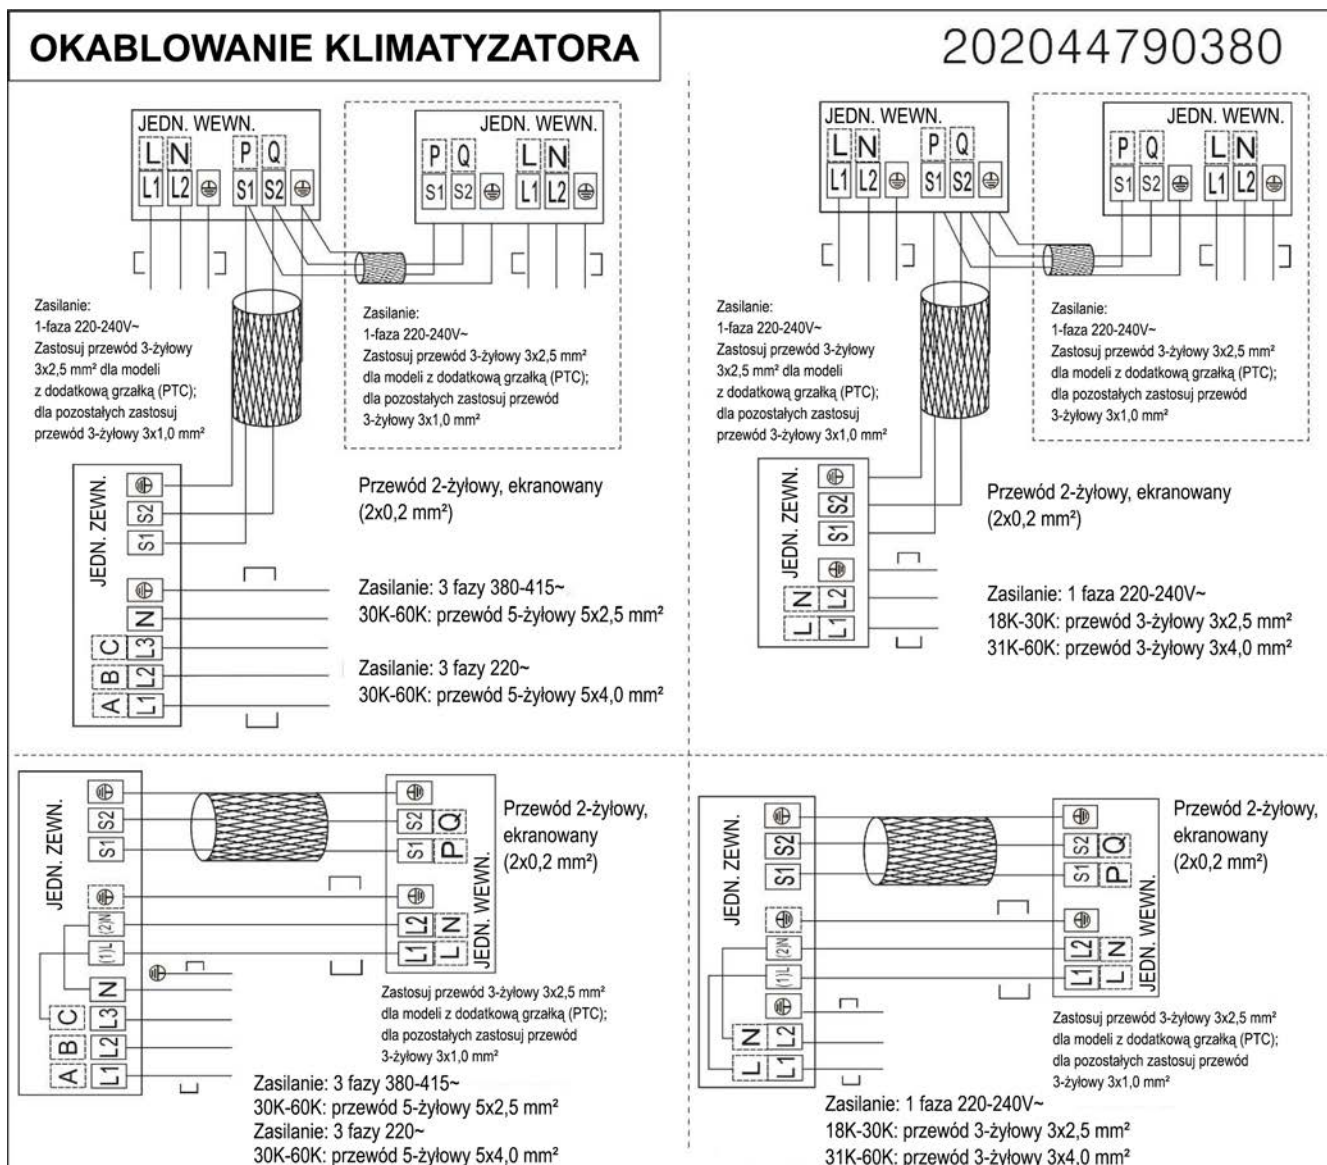 OKABLOWANIE KLIMATYZATORA
202044790380
JEDN. WEWN.
L N P Q
L1 L2 S1 S2
JEDN. WEWN.
P Q L N
S1 S2 L1 L2
Zasilanie:
1-faza 220-240V~
Zastosuj przewód 3-żyłowy
3x2,5 mm² dla modeli
z dodatkową grzałką (PTC);
dla pozostałych zastosuj
przewód 3-żyłowy 3x1,0 mm²
Zasilanie:
1-faza 220-240V~
Zastosuj przewód 3-żyłowy 3x2,5 mm²
dla modeli z dodatkową grzałką (PTC);
dla pozostałych zastosuj przewód
3-żyłowy 3x1,0 mm²
JEDN. ZEWN.
S2
S1
N
C L3
B L2
A L1
Przewód 2-żyłowy, ekranowany
(2x0,2 mm²)
Zasilanie: 3 fazy 380-415~
30K-60K: przewód 5-żyłowy 5x2,5 mm²
Zasilanie: 3 fazy 220~
30K-60K: przewód 5-żyłowy 5x4,0 mm²
JEDN. WEWN.
L N P Q
L1 L2 S1 S2
JEDN. WEWN.
P Q L N
S1 S2 L1 L2
Zasilanie:
1-faza 220-240V~
Zastosuj przewód 3-żyłowy
3x2,5 mm² dla modeli
z dodatkową grzałką (PTC);
dla pozostałych zastosuj
przewód 3-żyłowy 3x1,0 mm²
Zasilanie:
1-faza 220-240V~
Zastosuj przewód 3-żyłowy 3x2,5 mm²
dla modeli z dodatkową grzałką (PTC);
dla pozostałych zastosuj przewód
3-żyłowy 3x1,0 mm²
JEDN. ZEWN.
S2
S1
N L2
L L1
Przewód 2-żyłowy, ekranowany
(2x0,2 mm²)
Zasilanie: 1 faza 220-240V~
18K-30K: przewód 3-żyłowy 3x2,5 mm²
31K-60K: przewód 3-żyłowy 3x4,0 mm²
JEDN. ZEWN.
S2
S1
(2)N
(1)L
N
C L3
B L2
A L1
S2 Q
S1 P
L2 N
L1 L
JEDN. WEWN.
Przewód 2-żyłowy,
ekranowany
(2x0,2 mm²)
Zastosuj przewód 3-żyłowy 3x2,5 mm²
dla modeli z dodatkową grzałką (PTC);
dla pozostałych zastosuj przewód
3-żyłowy 3x1,0 mm²
Zasilanie: 3 fazy 380-415~
30K-60K: przewód 5-żyłowy 5x2,5 mm²
Zasilanie: 3 fazy 220~
30K-60K: przewód 5-żyłowy 5x4,0 mm²
JEDN. ZEWN.
S2
S1
(2)N
(1)L
N L2
L L1
S2 Q
S1 P
L2 N
L1 L
JEDN. WEWN.
Przewód 2-żyłowy,
ekranowany
(2x0,2 mm²)
Zastosuj przewód 3-żyłowy 3x2,5 mm²
dla modeli z dodatkową grzałką (PTC);
dla pozostałych zastosuj przewód
3-żyłowy 3x1,0 mm²
Zasilanie: 1 faza 220-240V~
18K-30K: przewód 3-żyłowy 3x2,5 mm²
31K-60K: przewód 3-żyłowy 3x4,0 mm²